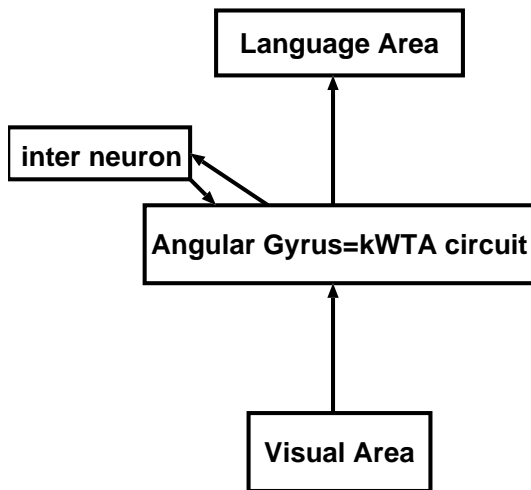 Language Area
inter neuron
Angular Gyrus=kWTA circuit
Visual Area